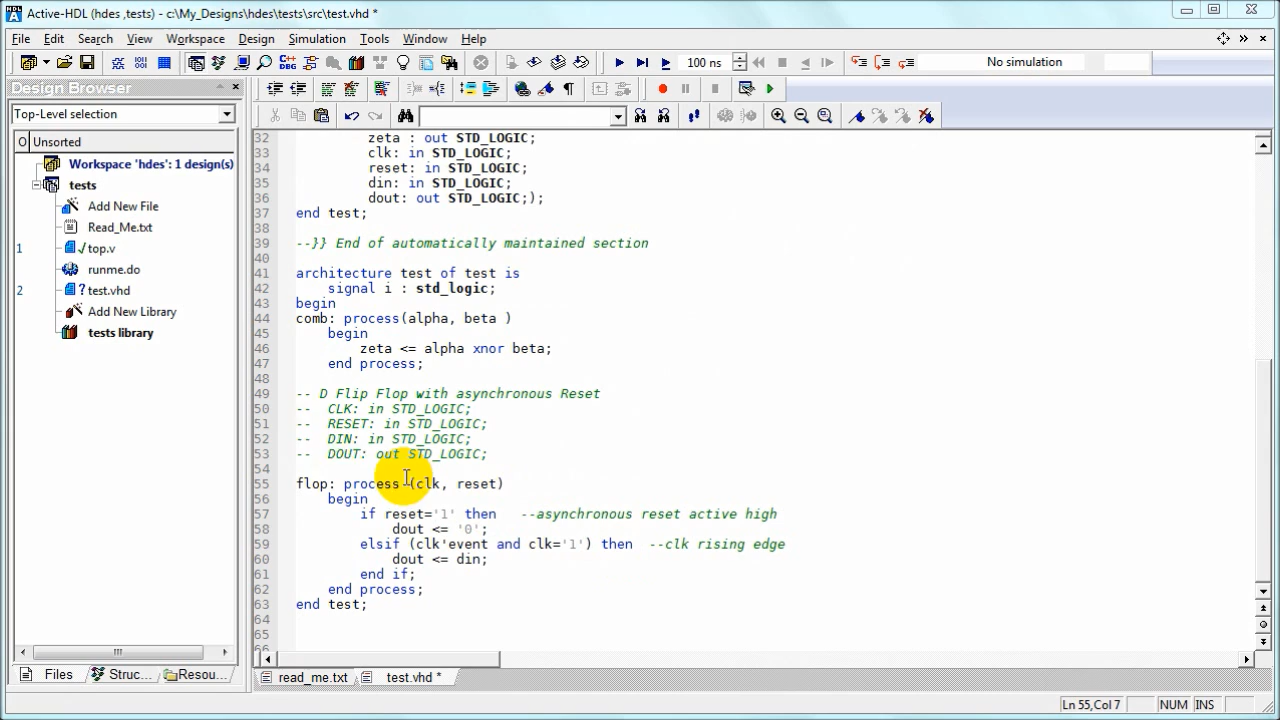 Active-HDL (hdes ,tests) - c:\My_Designs\hdes\tests\src\test.vhd *
File Edit Search View Workspace Design Simulation Tools Window Help
100 ns
No simulation
Design Browser
Top-Level selection
O Unsorted
Workspace 'hdes': 1 design(s)
tests
Add New File
Read_Me.txt
1 top.v
runme.do
2 ? test.vhd
Add New Library
tests library
Files Struc... Resou...
32 zeta : out STD_LOGIC;
33 clk: in STD_LOGIC;
34 reset: in STD_LOGIC;
35 din: in STD_LOGIC;
36 dout: out STD_LOGIC;);
37 end test;
38
39 --}} End of automatically maintained section
40
41 architecture test of test is
42 signal i : std_logic;
43 begin
44 comb: process(alpha, beta )
45 begin
46 zeta <= alpha xnor beta;
47 end process;
48
49 -- D Flip Flop with asynchronous Reset
50 -- CLK: in STD_LOGIC;
51 -- RESET: in STD_LOGIC;
52 -- DIN: in STD_LOGIC;
53 -- DOUT: out STD_LOGIC;
54
55 flop: process (clk, reset)
56 begin
57 if reset='1' then --asynchronous reset active high
58 dout <= '0';
59 elsif (clk'event and clk='1') then --clk rising edge
60 dout <= din;
61 end if;
62 end process;
63 end test;
64
65
66
read_me.txt test.vhd *
Ln 55,Col 7 NUM INS